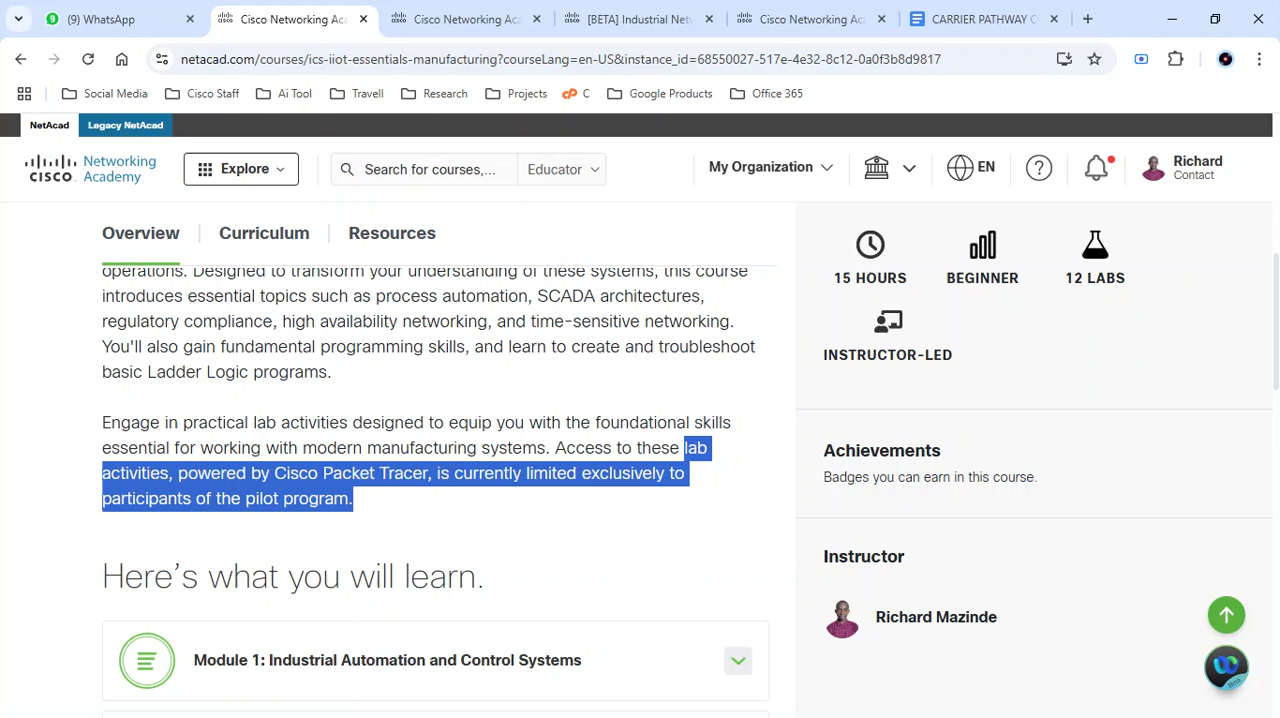 (9) WhatsApp
Cisco Networking Aca
Cisco Networking Aca
[BETA] Industrial Net
Cisco Networking Aca
CARRIER PATHWAY C
netacad.com/courses/ics-iiot-essentials-manufacturing?courseLang=en-US&instance_id=68550027-517e-4e32-8c12-0a0f3b8d9817
Social Media
Cisco Staff
Ai Tool
Travell
Research
Projects
C
Google Products
Office 365
NetAcad
Legacy NetAcad
CISCO
Networking
Academy
Explore
Search for courses,...
Educator
My Organization
EN
Richard
Contact
Overview
Curriculum
Resources
operations. Designed to transform your understanding of these systems, this course
introduces essential topics such as process automation, SCADA architectures,
regulatory compliance, high availability networking, and time-sensitive networking.
You'll also gain fundamental programming skills, and learn to create and troubleshoot
basic Ladder Logic programs.
Engage in practical lab activities designed to equip you with the foundational skills
essential for working with modern manufacturing systems. Access to these lab
activities, powered by Cisco Packet Tracer, is currently limited exclusively to
participants of the pilot program.
Here's what you will learn.
Module 1: Industrial Automation and Control Systems
15 HOURS
BEGINNER
12 LABS
INSTRUCTOR-LED
Achievements
Badges you can earn in this course.
Instructor
Richard Mazinde
Beta